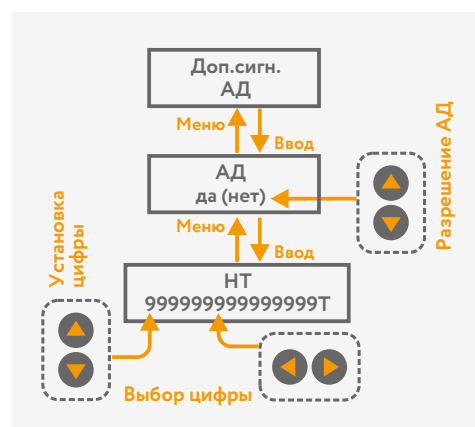 Доп.сигн.
АД
Меню
Ввод
АД
да (нет)
Разрешение АД
Меню
Ввод
Установка
цифры
НТ
999999999999999Т
Выбор цифры